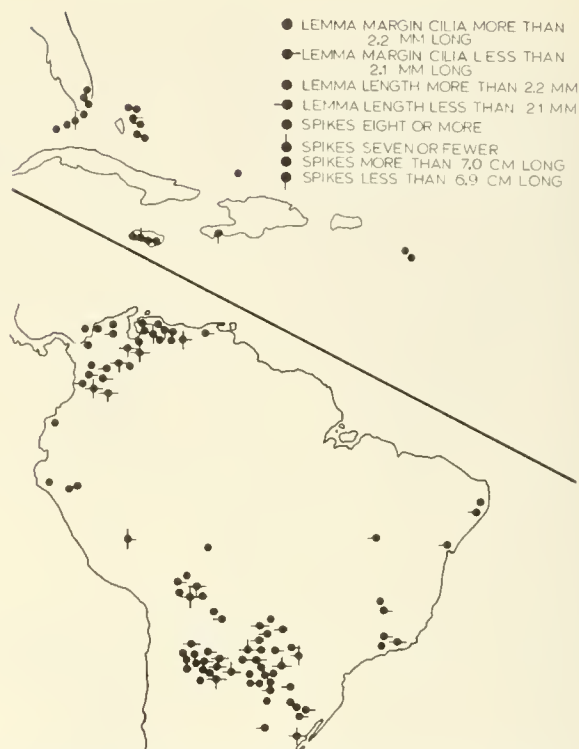 LEMMA MARGIN CILIA MORE THAN
2.2 MM LONG
LEMMA MARGIN CILIA LESS THAN
2.1 MM LONG
LEMMA LENGTH MORE THAN 2.2 MM
LEMMA LENGTH LESS THAN 2.1 MM
SPIKES EIGHT OR MORE
SPIKES SEVEN OR FEWER
SPIKES MORE THAN 7.0 CM LONG
SPIKES LESS THAN 6.9 CM LONG